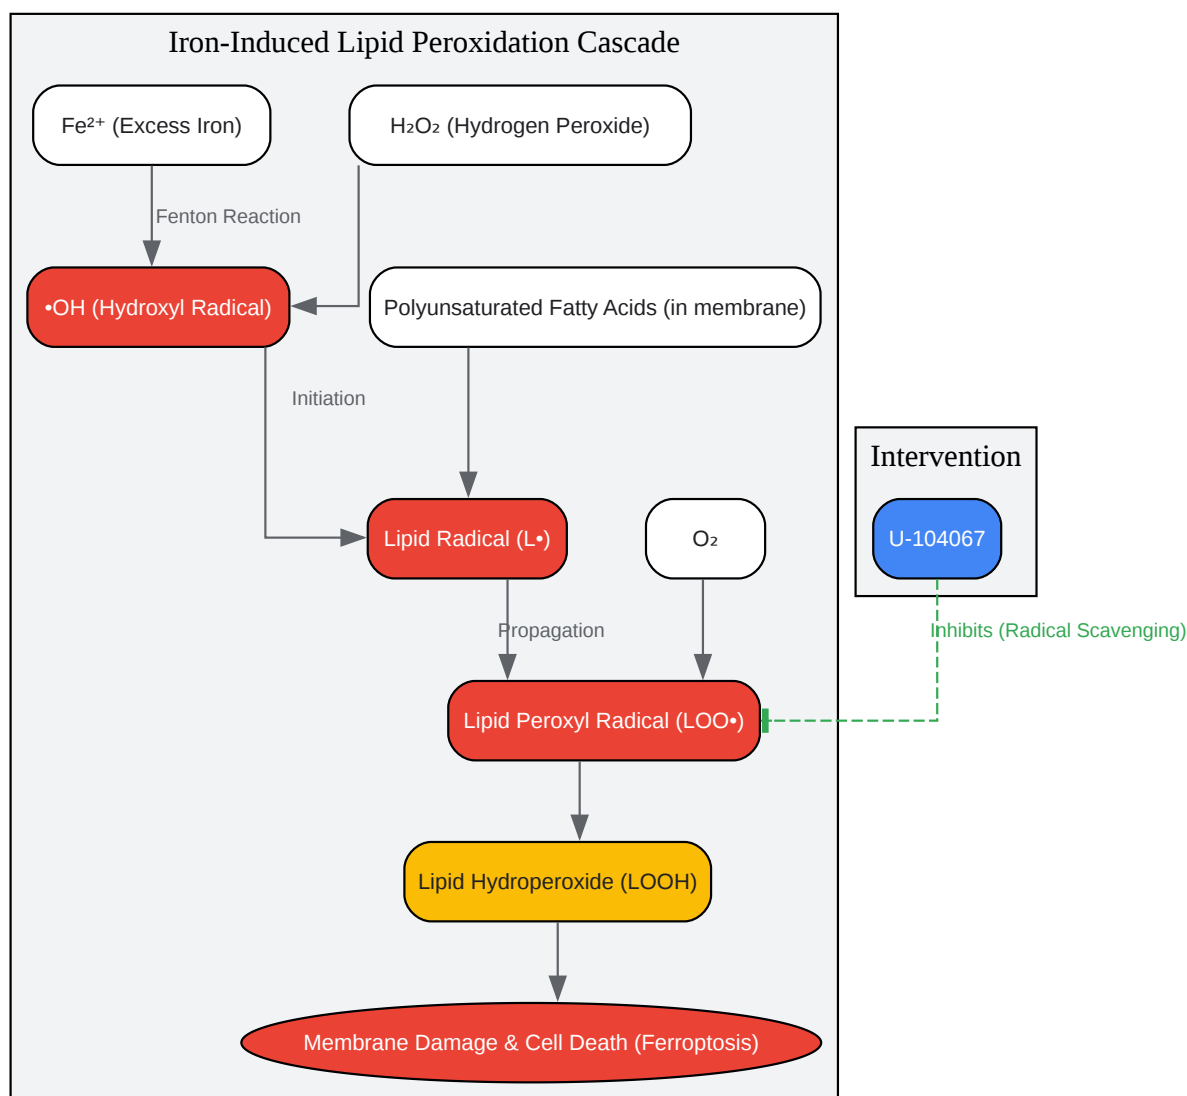 Iron-Induced Lipid Peroxidation Cascade
Fe²⁺ (Excess Iron)
H₂O₂ (Hydrogen Peroxide)
Fenton Reaction
•OH (Hydroxyl Radical)
Polyunsaturated Fatty Acids (in membrane)
Initiation
Intervention
Lipid Radical (L•)
O₂
U-104067
Propagation
Inhibits (Radical Scavenging)
Lipid Peroxyl Radical (LOO•)
Lipid Hydroperoxide (LOOH)
Membrane Damage & Cell Death (Ferroptosis)